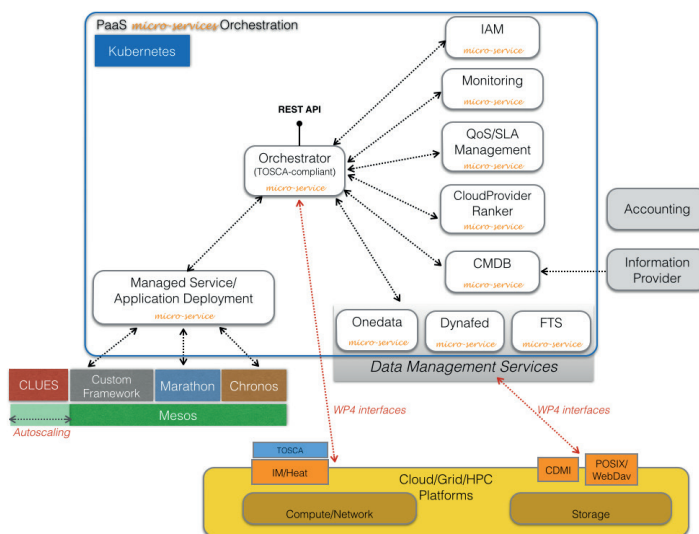 PaaS micro-services Orchestration
Kubernetes
IAM
micro-service
Monitoring
micro-service
REST API
QoS/SLA
Management
micro-service
Orchestrator
(TOSCA-compliant)
micro-service
CloudProvider
Ranker
micro-service
Accounting
CMDB
micro-service
Information
Provider
Managed Service/
Application Deployment
micro-service
Onedata
micro-service
Dynafed
micro-service
FTS
micro-service
Data Management Services
CLUES
Custom
Framework
Marathon
Chronos
Mesos
Autoscaling
WP4 interfaces
WP4 interfaces
TOSCA
IM/Heat
Cloud/Grid/HPC
Platforms
CDMI
POSIX/
WebDav
Compute/Network
Storage